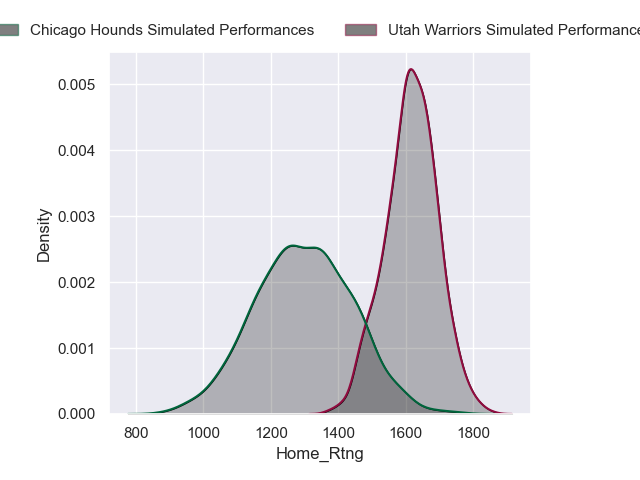 Chicago Hounds Simulated Performances
Utah Warriors Simulated Performance
0.005
0.004
0.003
0.002
0.001
0.000
Density
800 1000 1200 1400 1600 1800
Home_Rtng